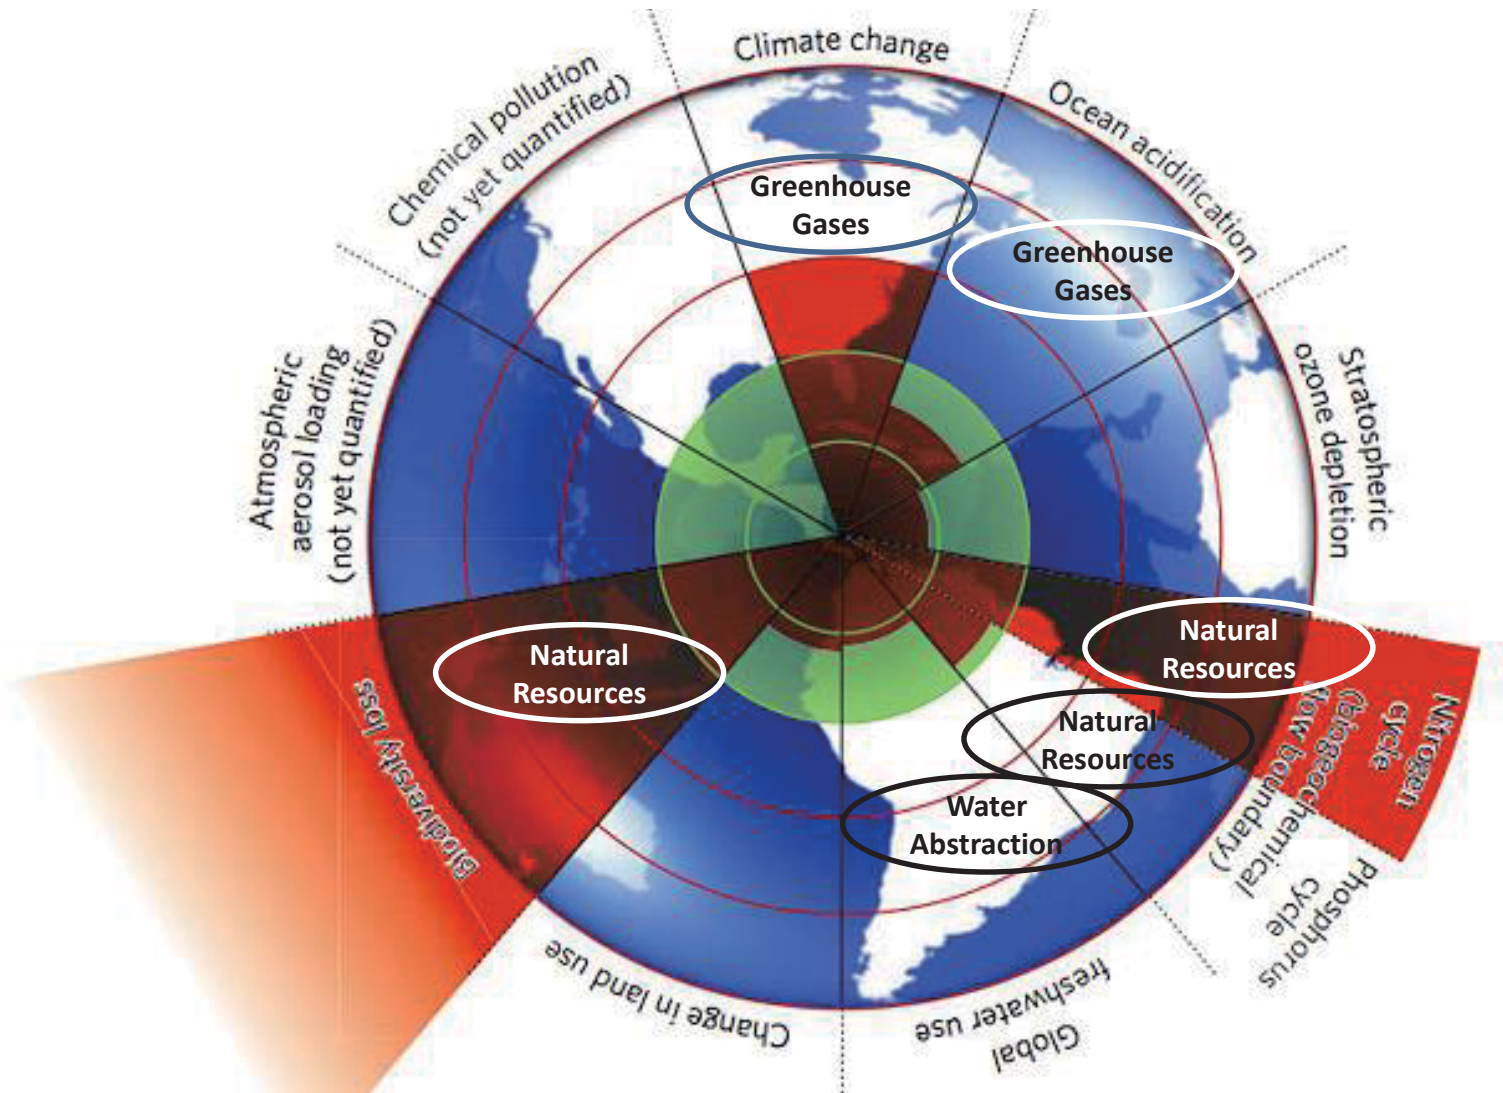 Climate change
Ocean acidification
Stratospheric
ozone depletion
Nitrogen
cycle
(biogeochemical
flow boundary)
Phosphorus
cycle
Global
freshwater use
Change in land use
Biodiversity loss
Atmospheric
aerosol loading
(not yet quantified)
Chemical pollution
(not yet quantified)
Greenhouse
Gases
Greenhouse
Gases
Natural
Resources
Natural
Resources
Natural
Resources
Water
Abstraction